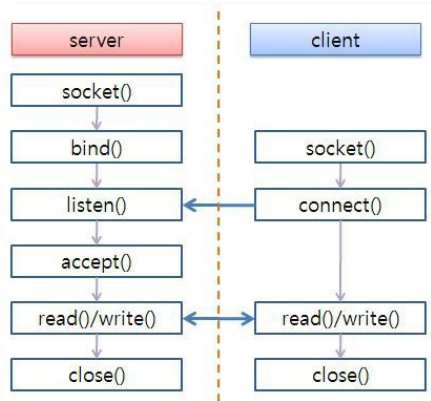 server
client
socket()
bind()
socket()
listen()
connect()
accept()
read()/write()
read()/write()
close()
close()